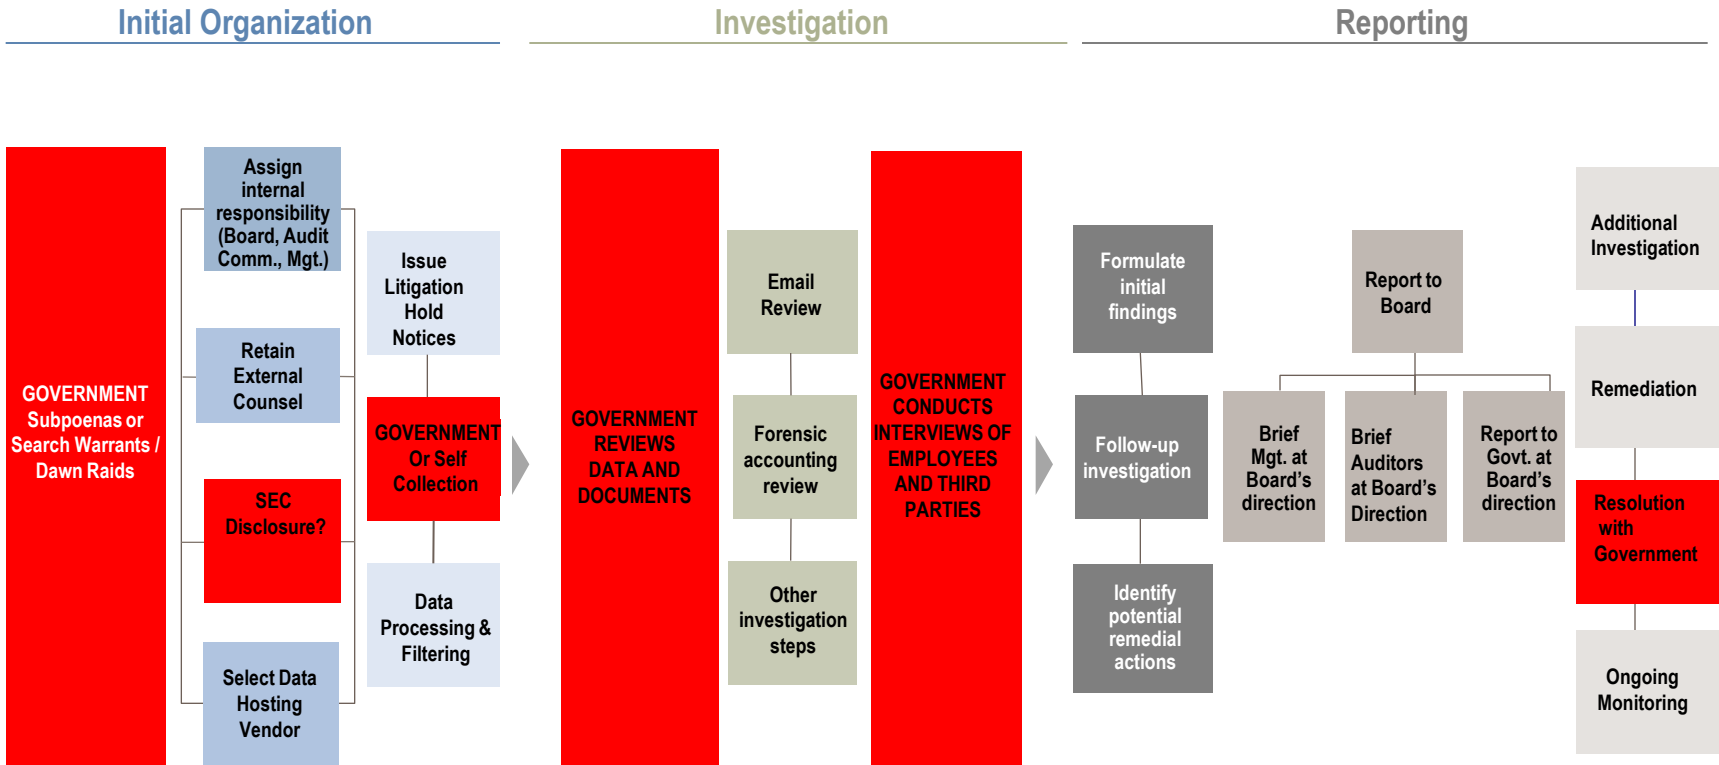 Initial Organization
Investigation
Reporting
GOVERNMENT
Subpoenas or
Search Warrants /
Dawn Raids
Assign
internal
responsibility
(Board, Audit
Comm., Mgt.)
Retain
External
Counsel
SEC
Disclosure?
Select Data
Hosting
Vendor
Issue
Litigation
Hold
Notices
GOVERNMENT
Or Self
Collection
Data
Processing &
Filtering
GOVERNMENT
REVIEWS
DATA AND
DOCUMENTS
Email
Review
Forensic
accounting
review
Other
investigation
steps
GOVERNMENT
CONDUCTS
INTERVIEWS OF
EMPLOYEES
AND THIRD
PARTIES
Formulate
initial
findings
Follow-up
investigation
Identify
potential
remedial
actions
Report to
Board
Brief
Mgt. at
Board's
direction
Brief
Auditors
at Board's
Direction
Report to
Govt. at
Board's
direction
Additional
Investigation
Remediation
Resolution
with
Government
Ongoing
Monitoring